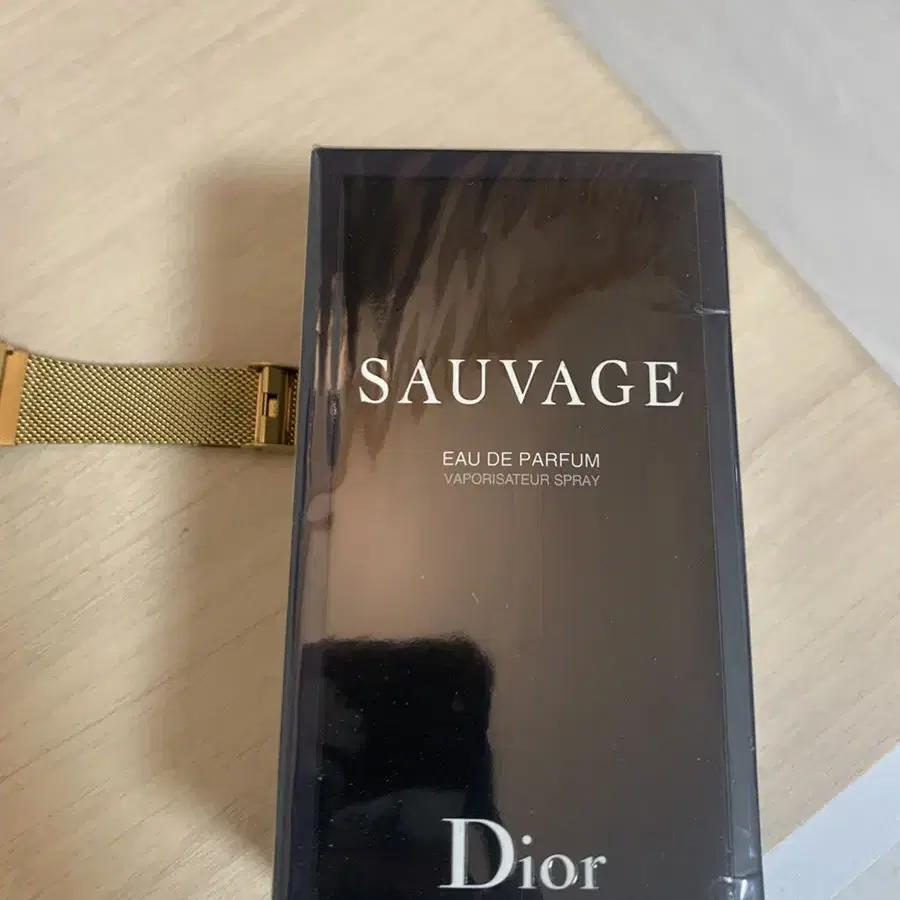 SAUVAGE
EAU DE PARFUM
VAPORISATEUR SPRAY
Dior